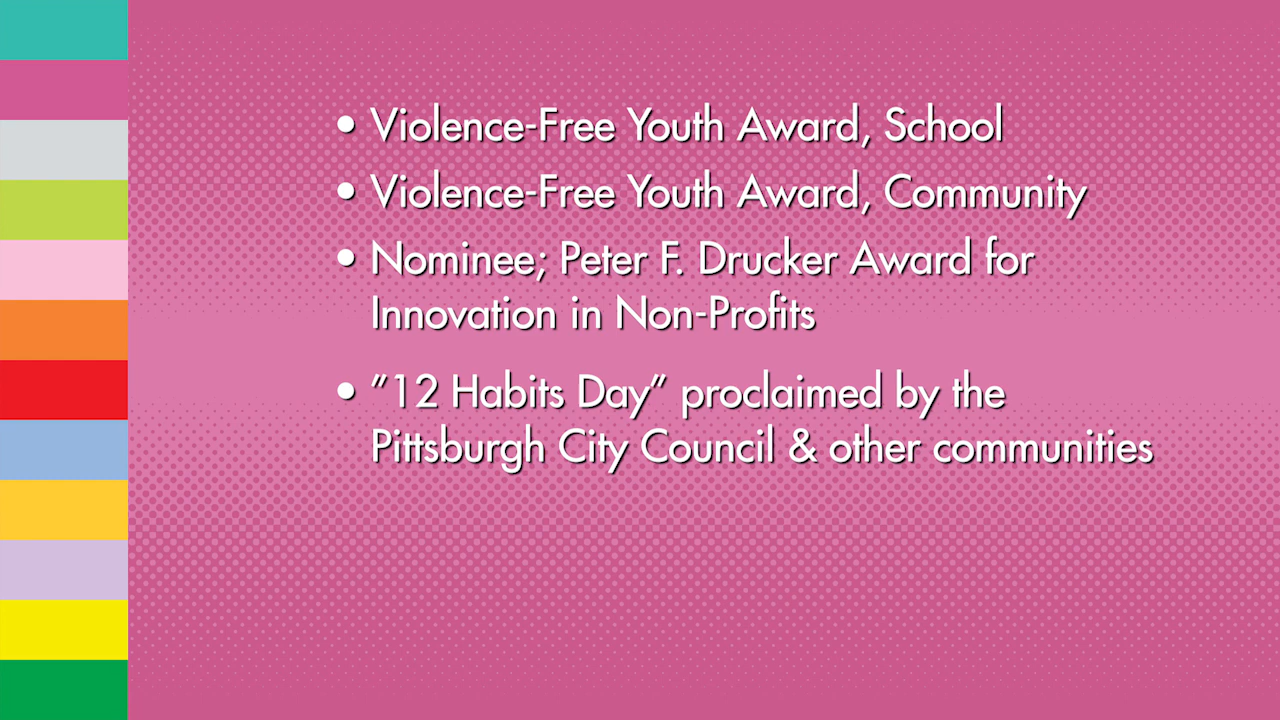 • Violence-Free Youth Award, School
• Violence-Free Youth Award, Community
• Nominee; Peter F. Drucker Award for
Innovation in Non-Profits
• ”12 Habits Day” proclaimed by the
Pittsburgh City Council & other communities